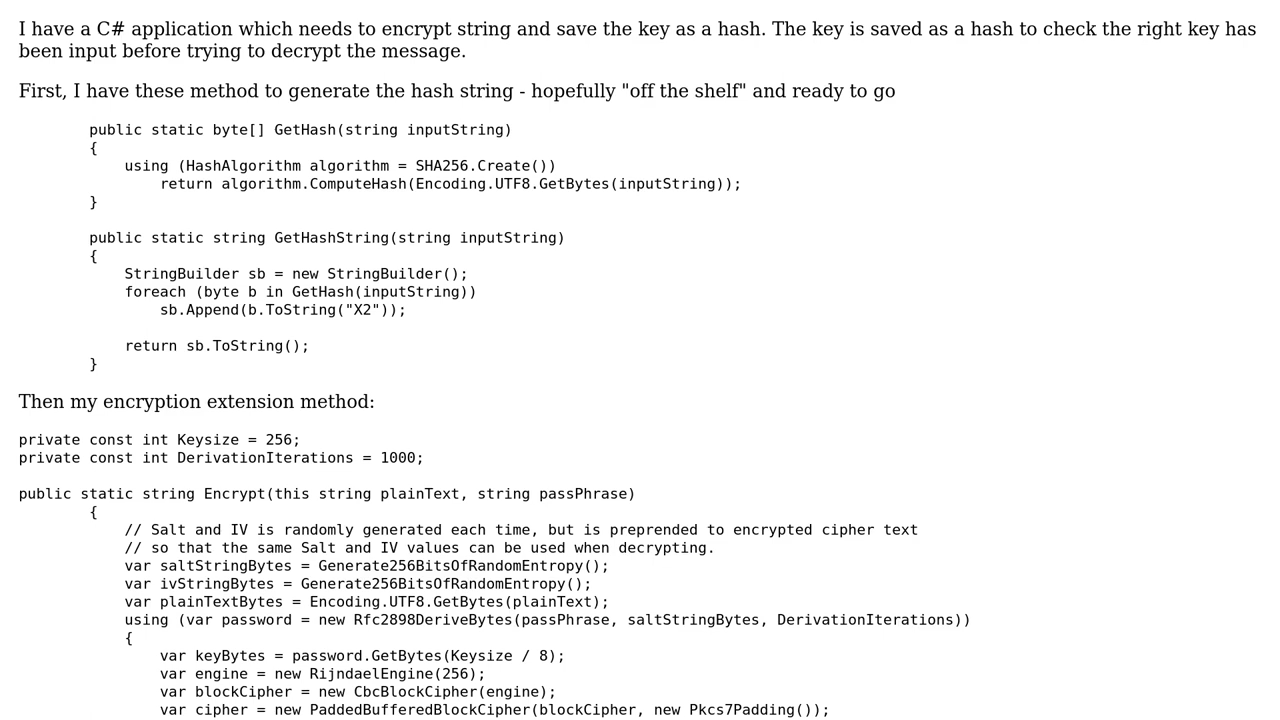 I have a C# application which needs to encrypt string and save the key as a hash. The key is saved as a hash to check the right key has
been input before trying to decrypt the message.
First, I have these method to generate the hash string - hopefully "off the shelf" and ready to go
        public static byte[] GetHash(string inputString)
        {
            using (HashAlgorithm algorithm = SHA256.Create())
                return algorithm.ComputeHash(Encoding.UTF8.GetBytes(inputString));
        }
        public static string GetHashString(string inputString)
        {
            StringBuilder sb = new StringBuilder();
            foreach (byte b in GetHash(inputString))
                sb.Append(b.ToString("X2"));
            return sb.ToString();
        }
Then my encryption extension method:
private const int Keysize = 256;
private const int DerivationIterations = 1000;
public static string Encrypt(this string plainText, string passPhrase)
        {
            // Salt and IV is randomly generated each time, but is preprended to encrypted cipher text
            // so that the same Salt and IV values can be used when decrypting.
            var saltStringBytes = Generate256BitsOfRandomEntropy();
            var ivStringBytes = Generate256BitsOfRandomEntropy();
            var plainTextBytes = Encoding.UTF8.GetBytes(plainText);
            using (var password = new Rfc2898DeriveBytes(passPhrase, saltStringBytes, DerivationIterations))
            {
                var keyBytes = password.GetBytes(Keysize / 8);
                var engine = new RijndaelEngine(256);
                var blockCipher = new CbcBlockCipher(engine);
                var cipher = new PaddedBufferedBlockCipher(blockCipher, new Pkcs7Padding());